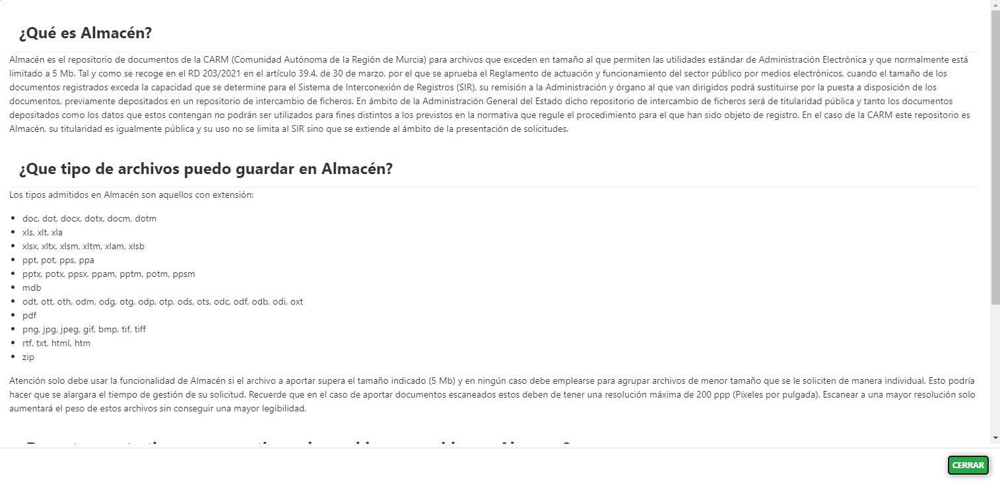 ¿Qué es Almacén?
Almacén es el repositorio de documentos de la CARM (Comunidad Autónoma de la Región de Murcia) para archivos que exceden en tamaño al que permiten las utilidades estándar de Administración Electrónica y que normalmente está
limitado a 5 Mb. Tal y como se recoge en el RD 203/2021 en el artículo 39.4, de 30 de marzo, por el que se aprueba el Reglamento de actuación y funcionamiento del sector público por medios electrónicos, cuando el tamaño de los
documentos registrados exceda la capacidad que se determine para el Sistema de Interconexión de Registros (SIR), su remisión a la Administración y órgano al que van dirigidos podrá sustituirse por la puesta a disposición de los
documentos, previamente depositados en un repositorio de intercambio de ficheros. En ámbito de la Administración General del Estado dicho repositorio de intercambio de ficheros será de titularidad pública y tanto los documentos
depositados como los datos que estos contengan no podrán ser utilizados para fines distintos a los previstos en la normativa que regule el procedimiento para el que han sido objeto de registro. En el caso de la CARM este repositorio es
Almacén, su titularidad es igualmente pública y su uso no se limita al SIR sino que se extiende al ámbito de la presentación de solicitudes.
¿Que tipo de archivos puedo guardar en Almacén?
Los tipos admitidos en Almacén son aquellos con extensión:
doc, dot, docx, dotx, docm, dotm
xls, xlt, xla
xlsx, xltx, xlsm, xltm, xlam, xlsb
ppt, pot, pps, ppa
pptx, potx, ppsx, ppam, pptm, potm, ppsm
mdb
odt, ott, oth, odm, odg, otg, odp, otp, ods, ots, odc, odf, odb, odi, oxt
pdf
png, jpg, jpeg, gif, bmp, tif, tiff
rtf, txt, html, htm
zip
Atención solo debe usar la funcionalidad de Almacén si el archivo a aportar supera el tamaño indicado (5 Mb) y en ningún caso debe emplearse para agrupar archivos de menor tamaño que se le soliciten de manera individual. Esto podría
hacer que se alargara el tiempo de gestión de su solicitud. Recuerde que en el caso de aportar documentos escaneados estos deben de tener una resolución máxima de 200 ppp (Píxeles por pulgada). Escanear a una mayor resolución solo
aumentará el peso de estos archivos sin conseguir una mayor legibilidad.
CERRAR